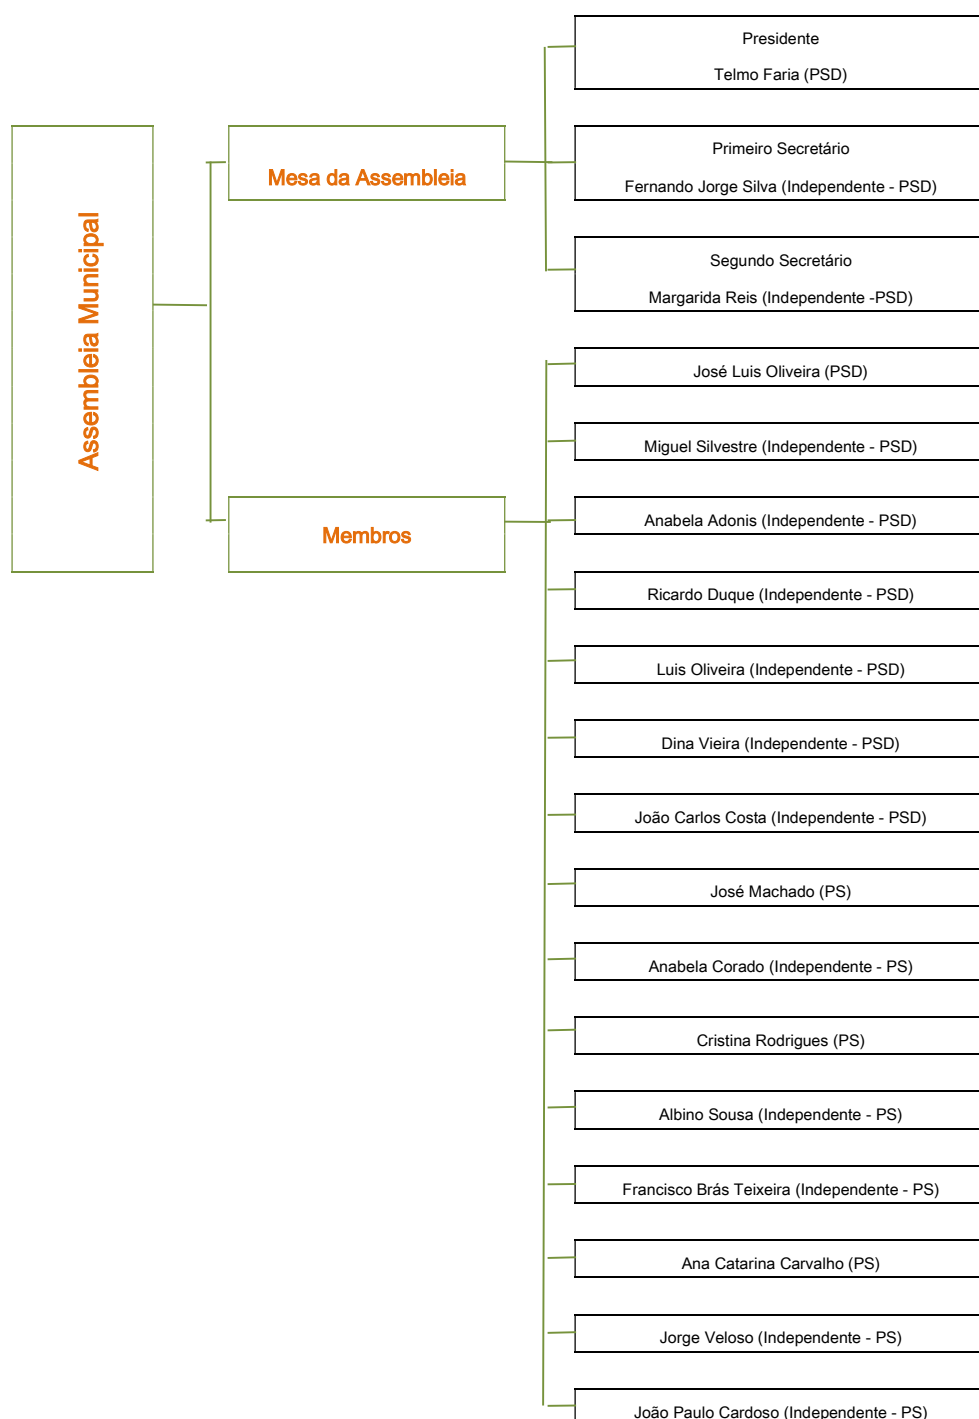 Assembleia Municipal
Mesa da Assembleia
Presidente
Telmo Faria (PSD)
Primeiro Secretário
Fernando Jorge Silva (Independente - PSD)
Segundo Secretário
Margarida Reis (Independente -PSD)
Membros
José Luis Oliveira (PSD)
Miguel Silvestre (Independente - PSD)
Anabela Adonis (Independente - PSD)
Ricardo Duque (Independente - PSD)
Luis Oliveira (Independente - PSD)
Dina Vieira (Independente - PSD)
João Carlos Costa (Independente - PSD)
José Machado (PS)
Anabela Corado (Independente - PS)
Cristina Rodrigues (PS)
Albino Sousa (Independente - PS)
Francisco Brás Teixeira (Independente - PS)
Ana Catarina Carvalho (PS)
Jorge Veloso (Independente - PS)
João Paulo Cardoso (Independente - PS)